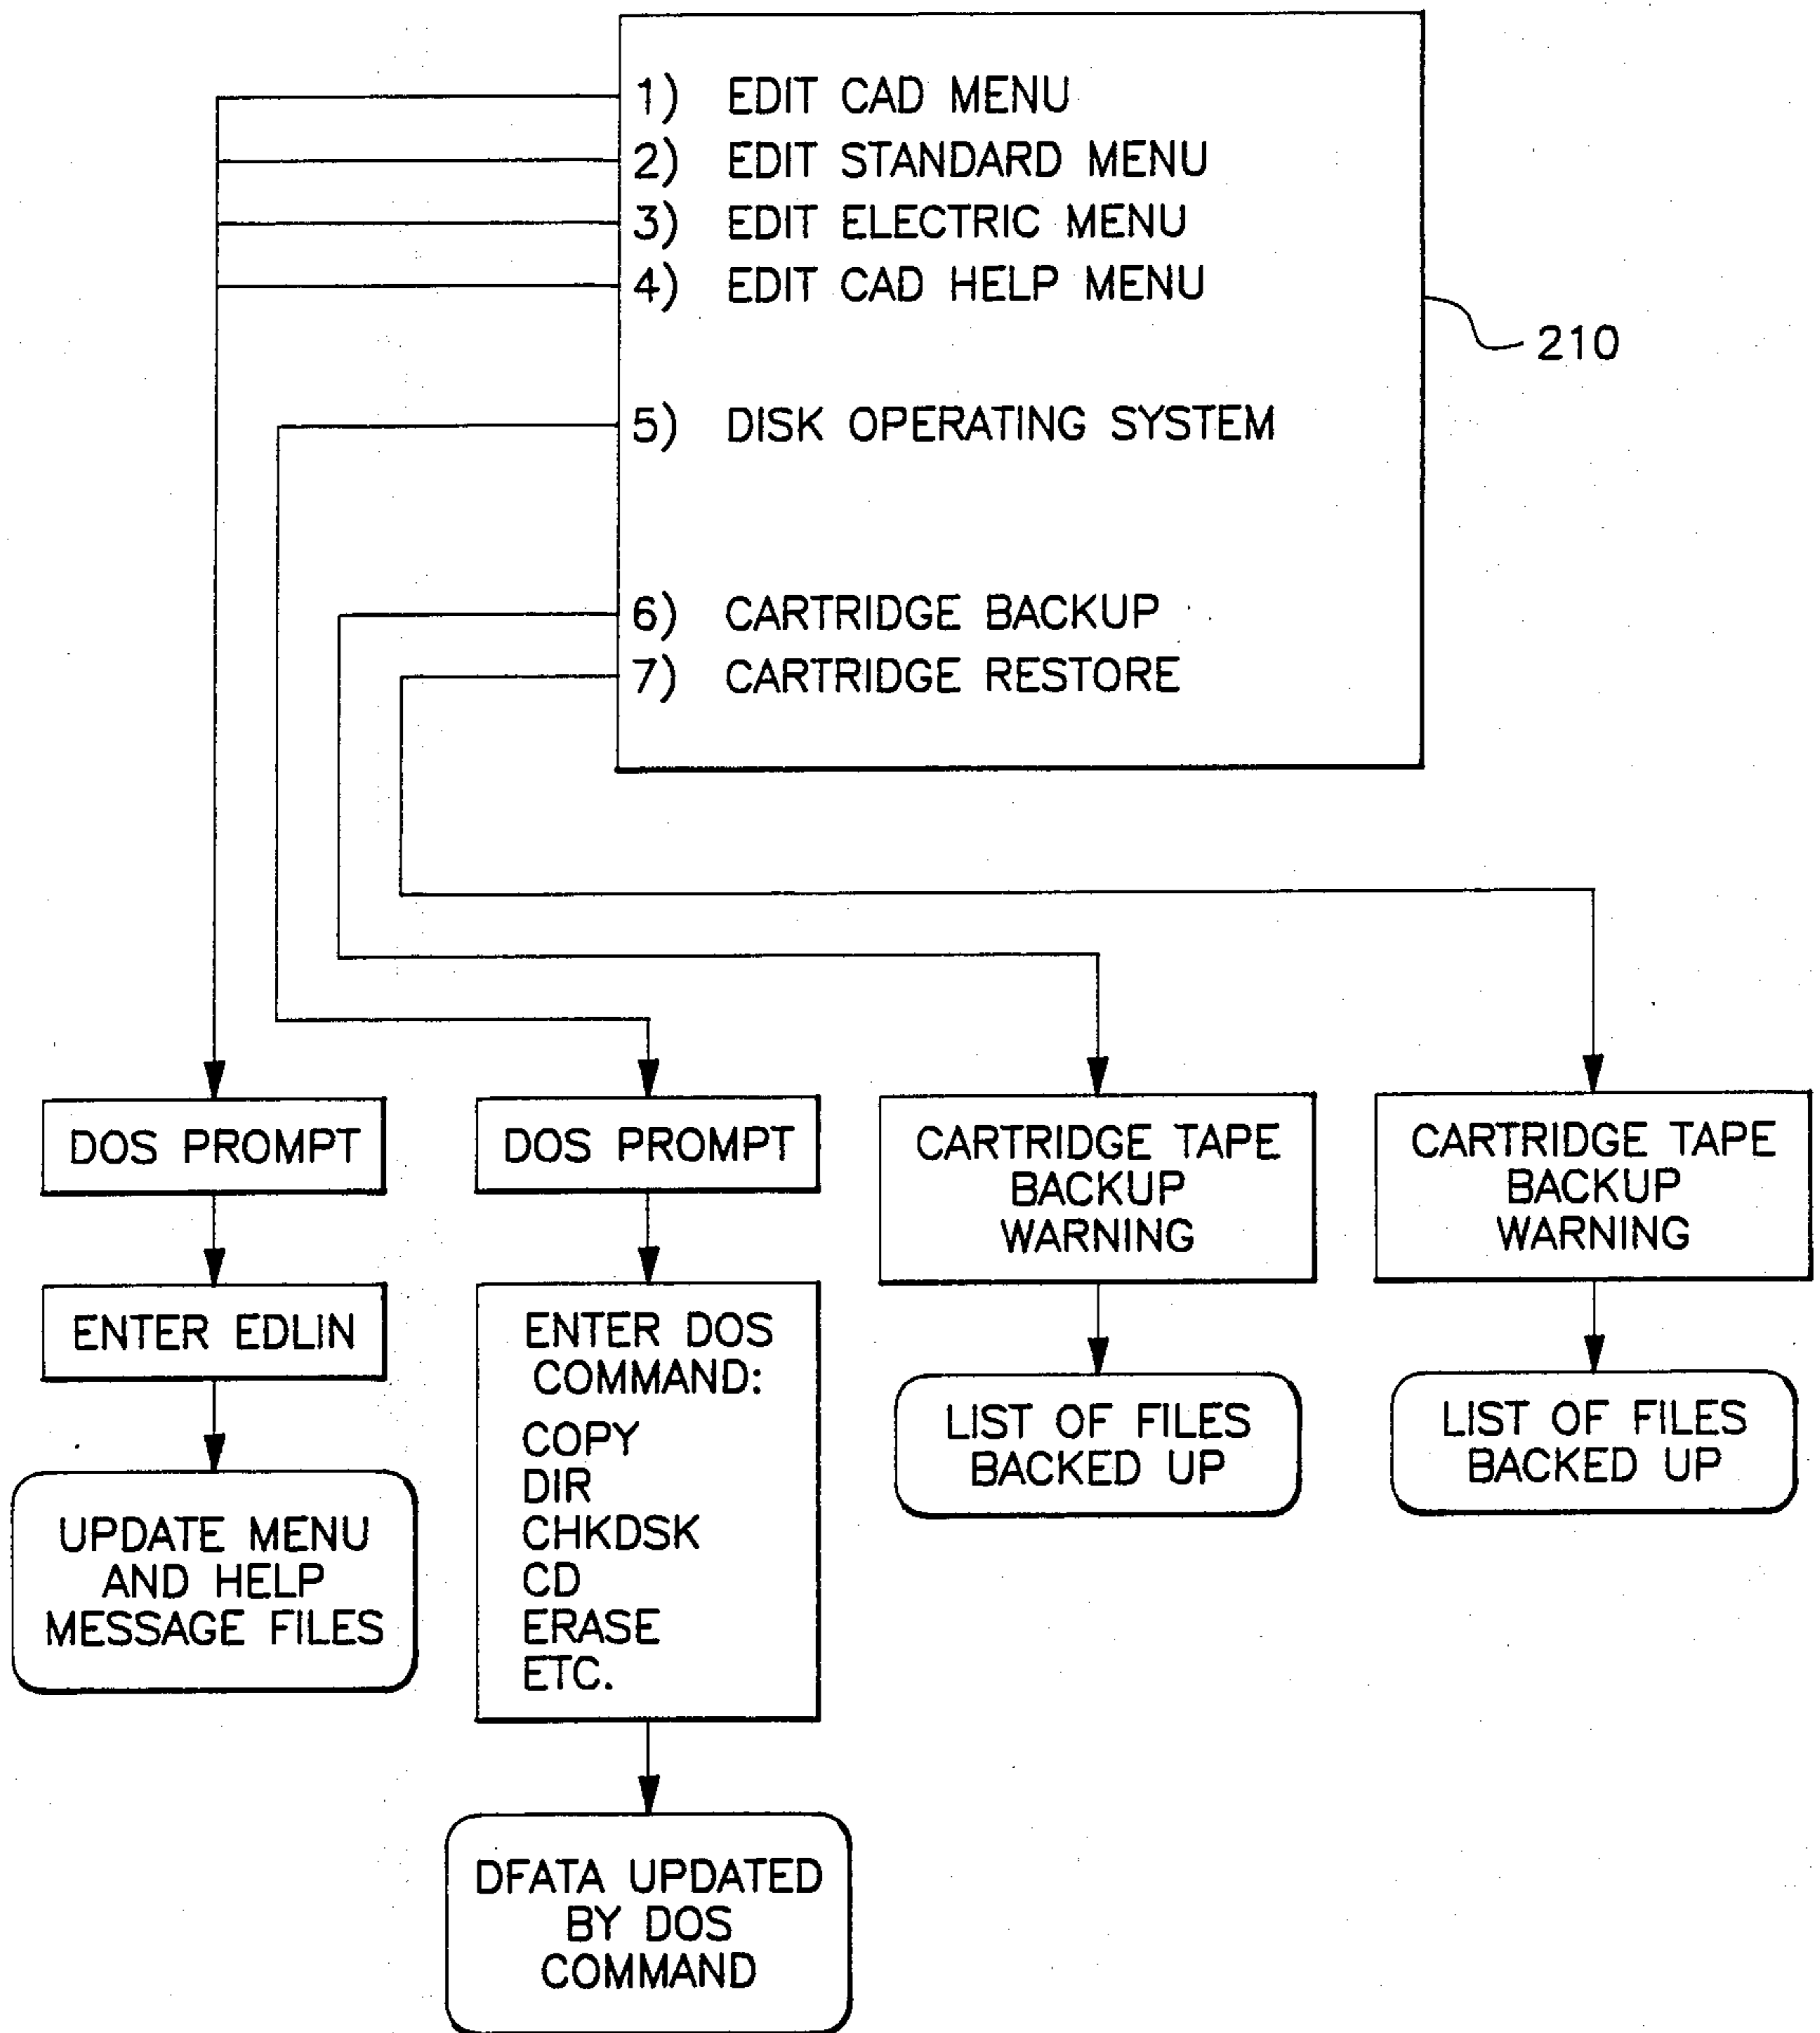 1) EDIT CAD MENU
2) EDIT STANDARD MENU
3) EDIT ELECTRIC MENU
4) EDIT CAD HELP MENU
210
5) DISK OPERATING SYSTEM
6) CARTRIDGE BACKUP
7) CARTRIDGE RESTORE
DOS PROMPT
ENTER EDLIN
UPDATE MENU
AND HELP
MESSAGE FILES
DOS PROMPT
ENTER DOS
COMMAND:
COPY
DIR
CHKDSK
CD
ERASE
ETC.
DFATA UPDATED
BY DOS
COMMAND
CARTRIDGE TAPE
BACKUP
WARNING
LIST OF FILES
BACKED UP
CARTRIDGE TAPE
BACKUP
WARNING
LIST OF FILES
BACKED UP